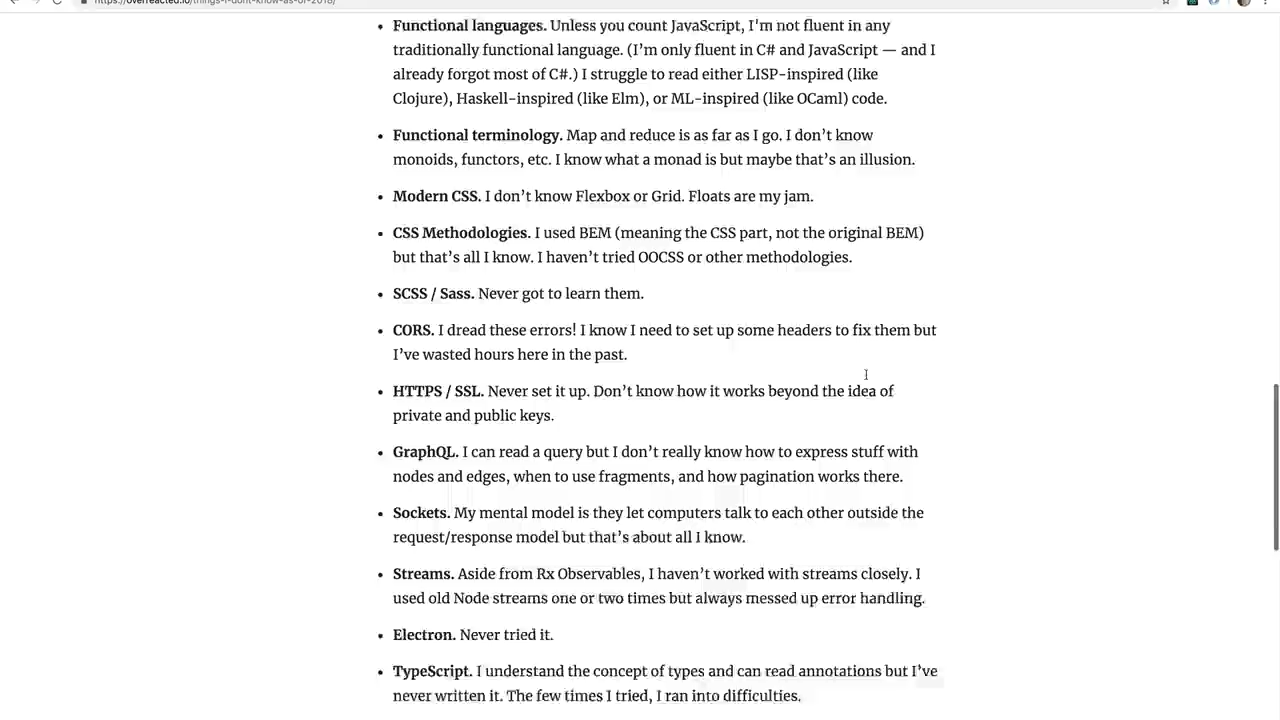 https://overreacted.io/things-i-dont-know-as-of-2018/
• Functional languages. Unless you count JavaScript, I'm not fluent in any
traditionally functional language. (I’m only fluent in C# and JavaScript — and I
already forgot most of C#.) I struggle to read either LISP-inspired (like
Clojure), Haskell-inspired (like Elm), or ML-inspired (like OCaml) code.
• Functional terminology. Map and reduce is as far as I go. I don’t know
monoids, functors, etc. I know what a monad is but maybe that’s an illusion.
• Modern CSS. I don’t know Flexbox or Grid. Floats are my jam.
• CSS Methodologies. I used BEM (meaning the CSS part, not the original BEM)
but that’s all I know. I haven’t tried OOCSS or other methodologies.
• SCSS / Sass. Never got to learn them.
• CORS. I dread these errors! I know I need to set up some headers to fix them but
I’ve wasted hours here in the past.
• HTTPS / SSL. Never set it up. Don’t know how it works beyond the idea of
private and public keys.
• GraphQL. I can read a query but I don’t really know how to express stuff with
nodes and edges, when to use fragments, and how pagination works there.
• Sockets. My mental model is they let computers talk to each other outside the
request/response model but that’s about all I know.
• Streams. Aside from Rx Observables, I haven’t worked with streams closely. I
used old Node streams one or two times but always messed up error handling.
• Electron. Never tried it.
• TypeScript. I understand the concept of types and can read annotations but I’ve
never written it. The few times I tried, I ran into difficulties.